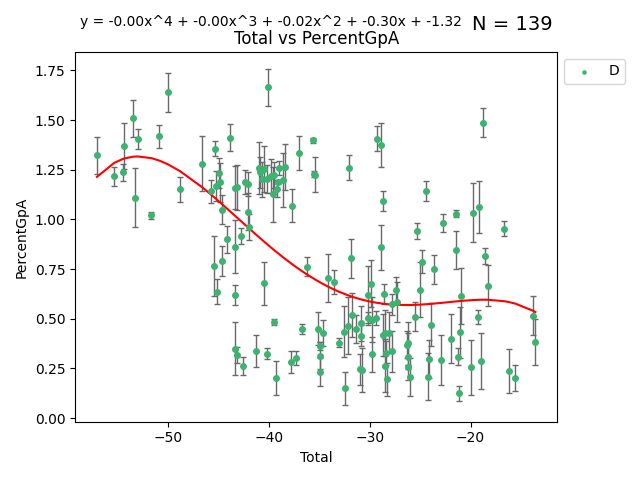 y = -0.00x^4 + -0.00x^3 + -0.02x^2 + -0.30x + -1.32 N = 139
Total vs PercentGpA
D
1.75
1.50
1.25
1.00
0.75
0.50
0.25
0.00
PercentGpA
−50 −40 −30 −20
Total